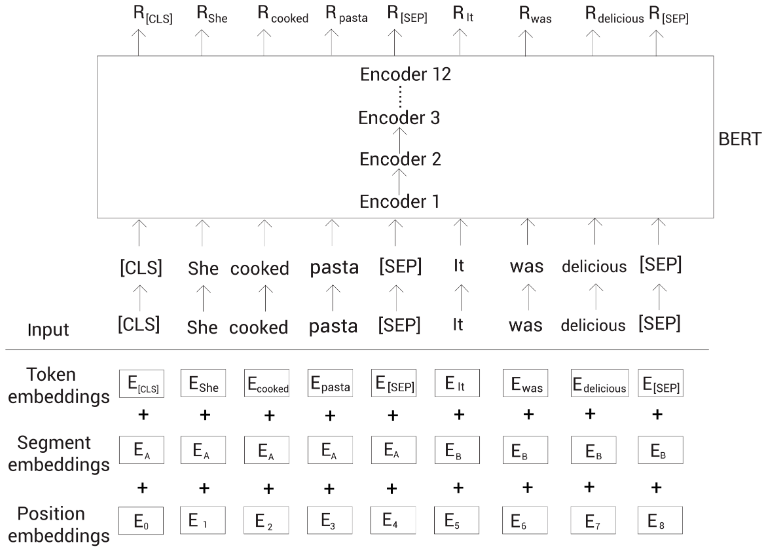 R[CLS] RShe Rcooked Rpasta R[SEP] RIt Rwas Rdelicious R[SEP]
Encoder 12
Encoder 3
Encoder 2
Encoder 1
BERT
[CLS] She cooked pasta [SEP] It was delicious [SEP]
Input [CLS] She cooked pasta [SEP] It was delicious [SEP]
Token embeddings E[CLS] EShe Ecooked Epasta E[SEP] EIt Ewas Edelicious E[SEP]
+ + + + + + + + +
Segment embeddings EA EA EA EA EA EB EB EB EB
+ + + + + + + + +
Position embeddings E0 E1 E2 E3 E4 E5 E6 E7 E8